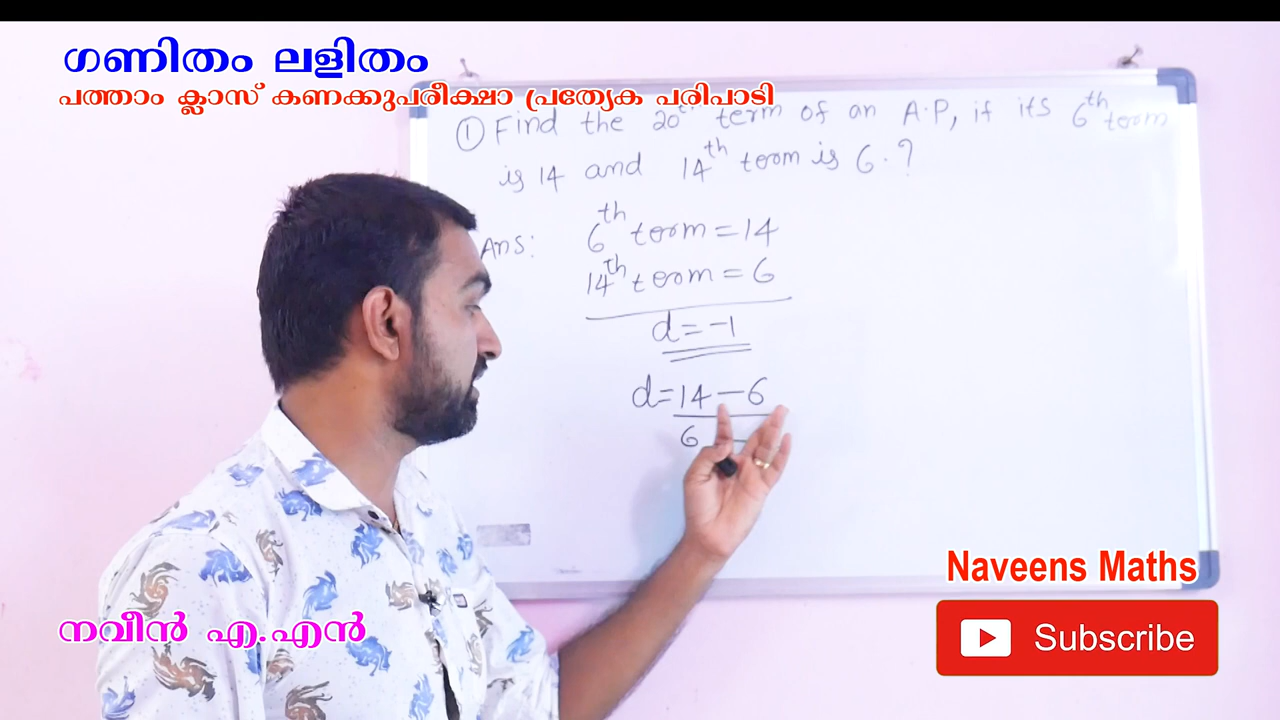 ഗണിതം ലളിതം
പത്താം ക്ലാസ് കണക്കുപരീക്ഷാ പ്രത്യേക പരിപാടി
① Find the 20th term of an A.P, if its 6th term
is 14 and 14th term is 6.?
Ans: 6th term = 14
14th term = 6
d = -1
d = 14 - 6
6 -
Naveens Maths
Subscribe
നവീൻ എ.എൻ